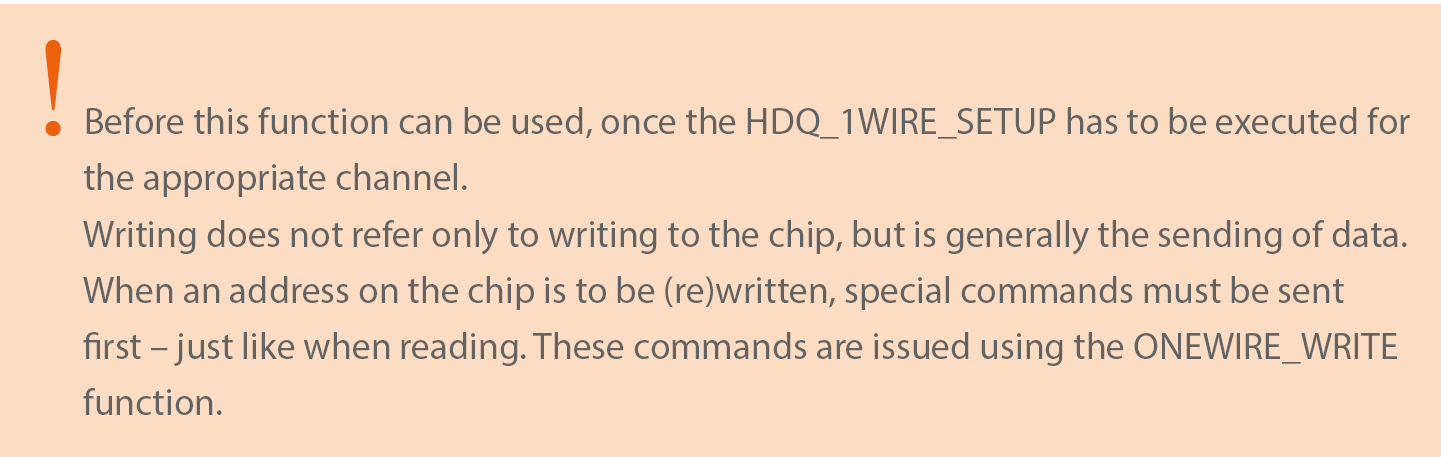 !
Before this function can be used, once the HDQ_1WIRE_SETUP has to be executed for
the appropriate channel.
Writing does not refer only to writing to the chip, but is generally the sending of data.
When an address on the chip is to be (re)written, special commands must be sent
first – just like when reading. These commands are issued using the ONEWIRE_WRITE
function.